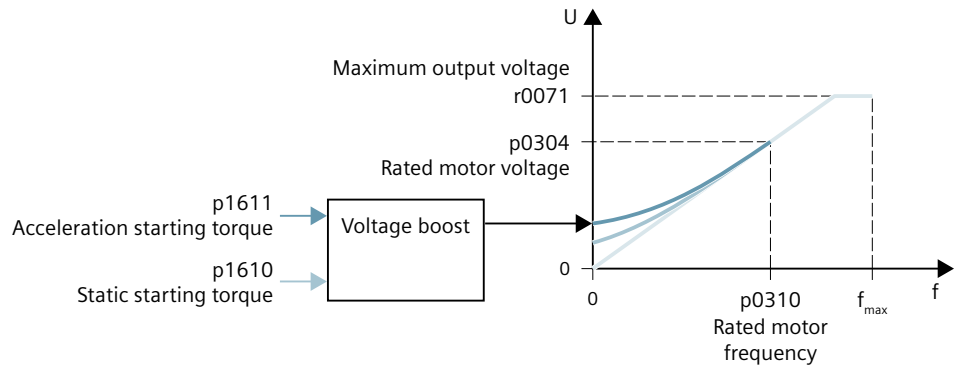 U
Maximum output voltage
r0071
p0304
Rated motor voltage
p1611
Acceleration starting torque
Voltage boost
p1610
Static starting torque
0
0
p0310
Rated motor
frequency
fmax
f